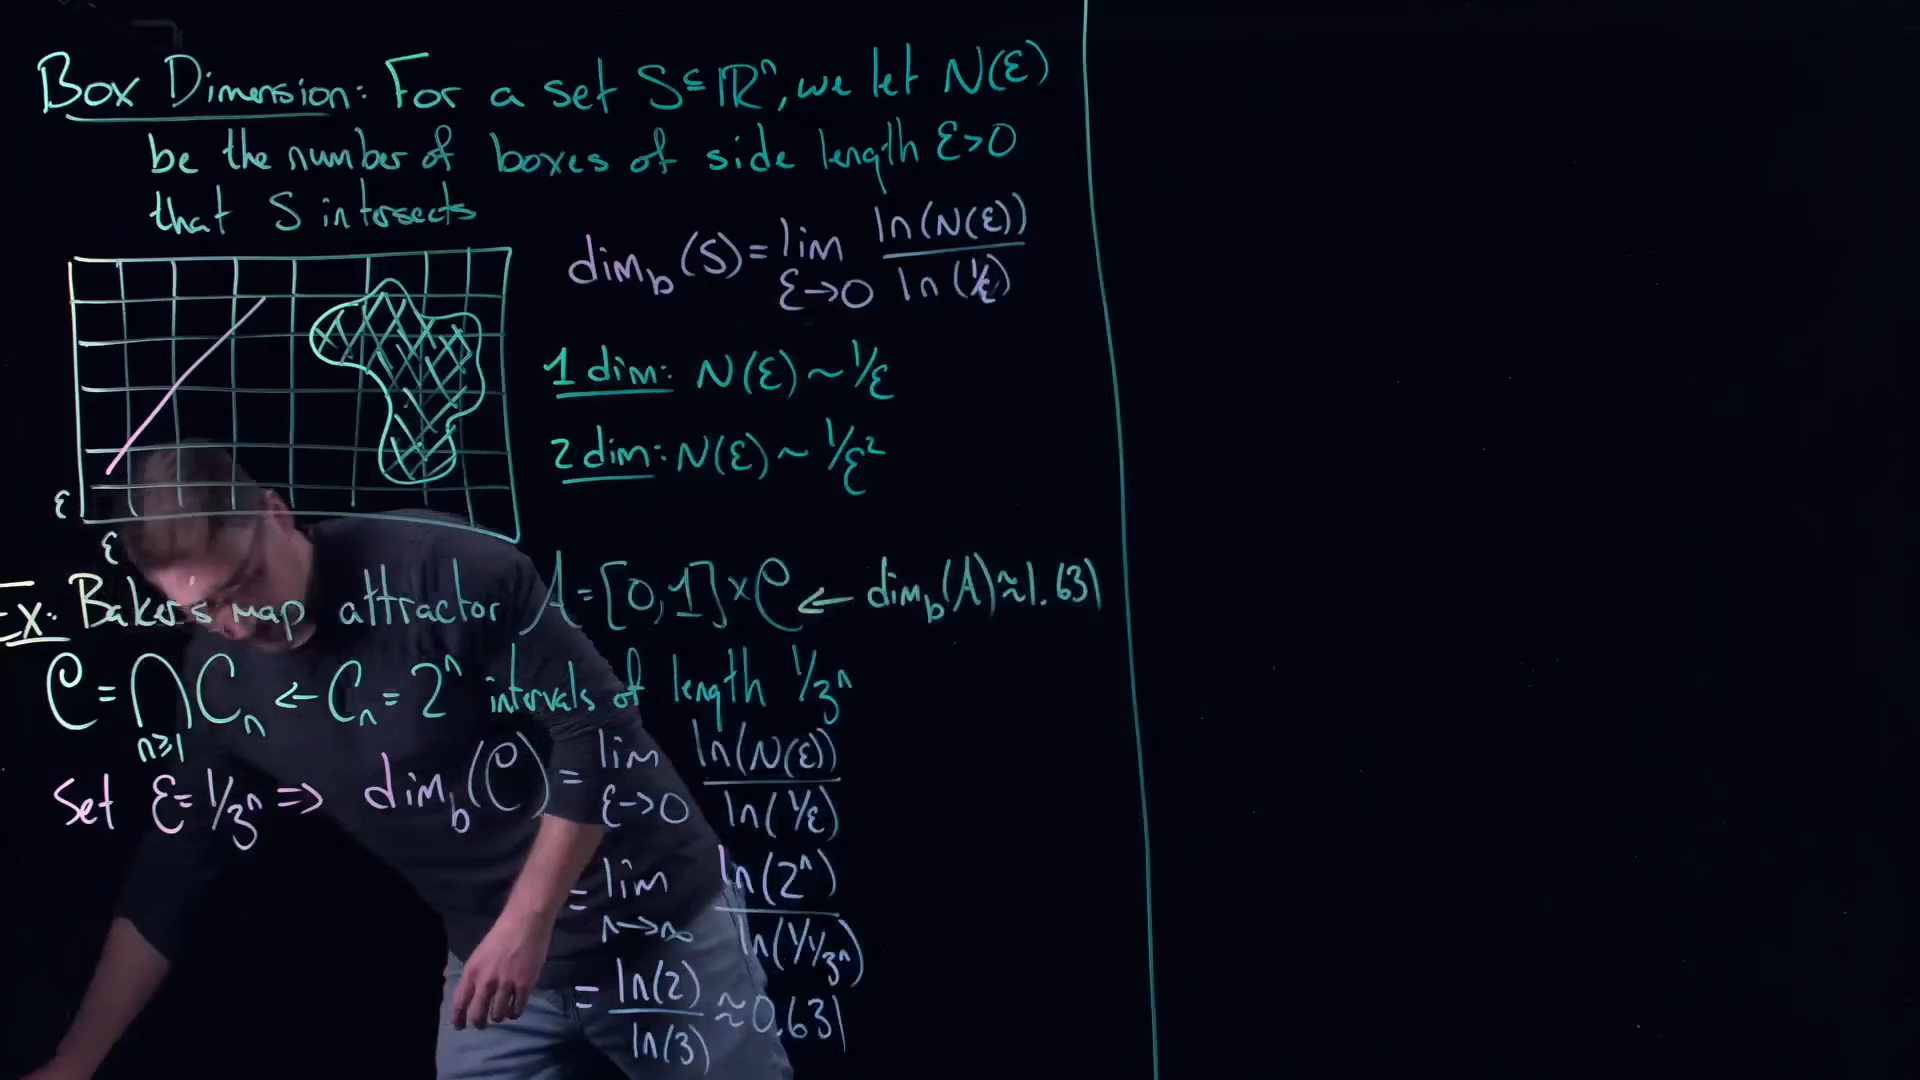 Box Dimension: For a set S⊆ℝⁿ, we let N(ε)
be the number of boxes of side length ε>0
that S intersects
dim_b(S) = lim_{ε→0} ln(N(ε))/ln(1/ε)
1 dim: N(ε) ~ 1/ε
2 dim: N(ε) ~ 1/ε²
ε
ε
Ex: Baker's map attractor A = [0,1]×C ← dim_b(A) ≈ 1.631
C = ⋂_{n≥1} C_n ← C_n = 2ⁿ intervals of length 1/3ⁿ
Set ε = 1/3ⁿ ⇒ dim_b(C) = lim_{ε→0} ln(N(ε))/ln(1/ε)
= lim_{n→∞} ln(2ⁿ)/ln(1/1/3ⁿ)
= ln(2)/ln(3) ≈ 0.631